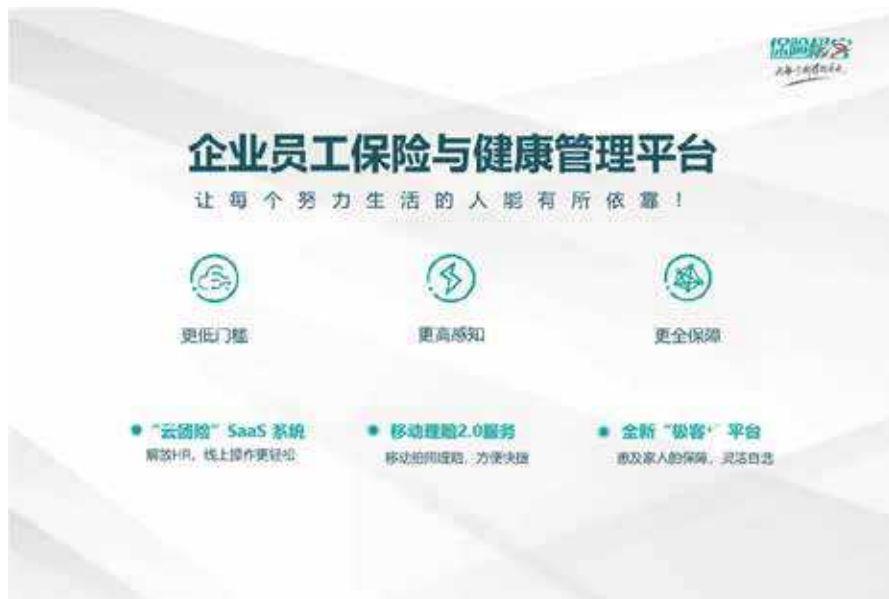 保险极客
企业员工保险与健康管理平台
让每个努力生活的人能有所依靠！
更低门槛
更高感知
更全保障
“云团险” SaaS 系统
解放HR，线上操作更轻松
移动理赔2.0服务
移动拍照理赔，方便快捷
全新“极客+”平台
惠及家人的保障，灵活自选